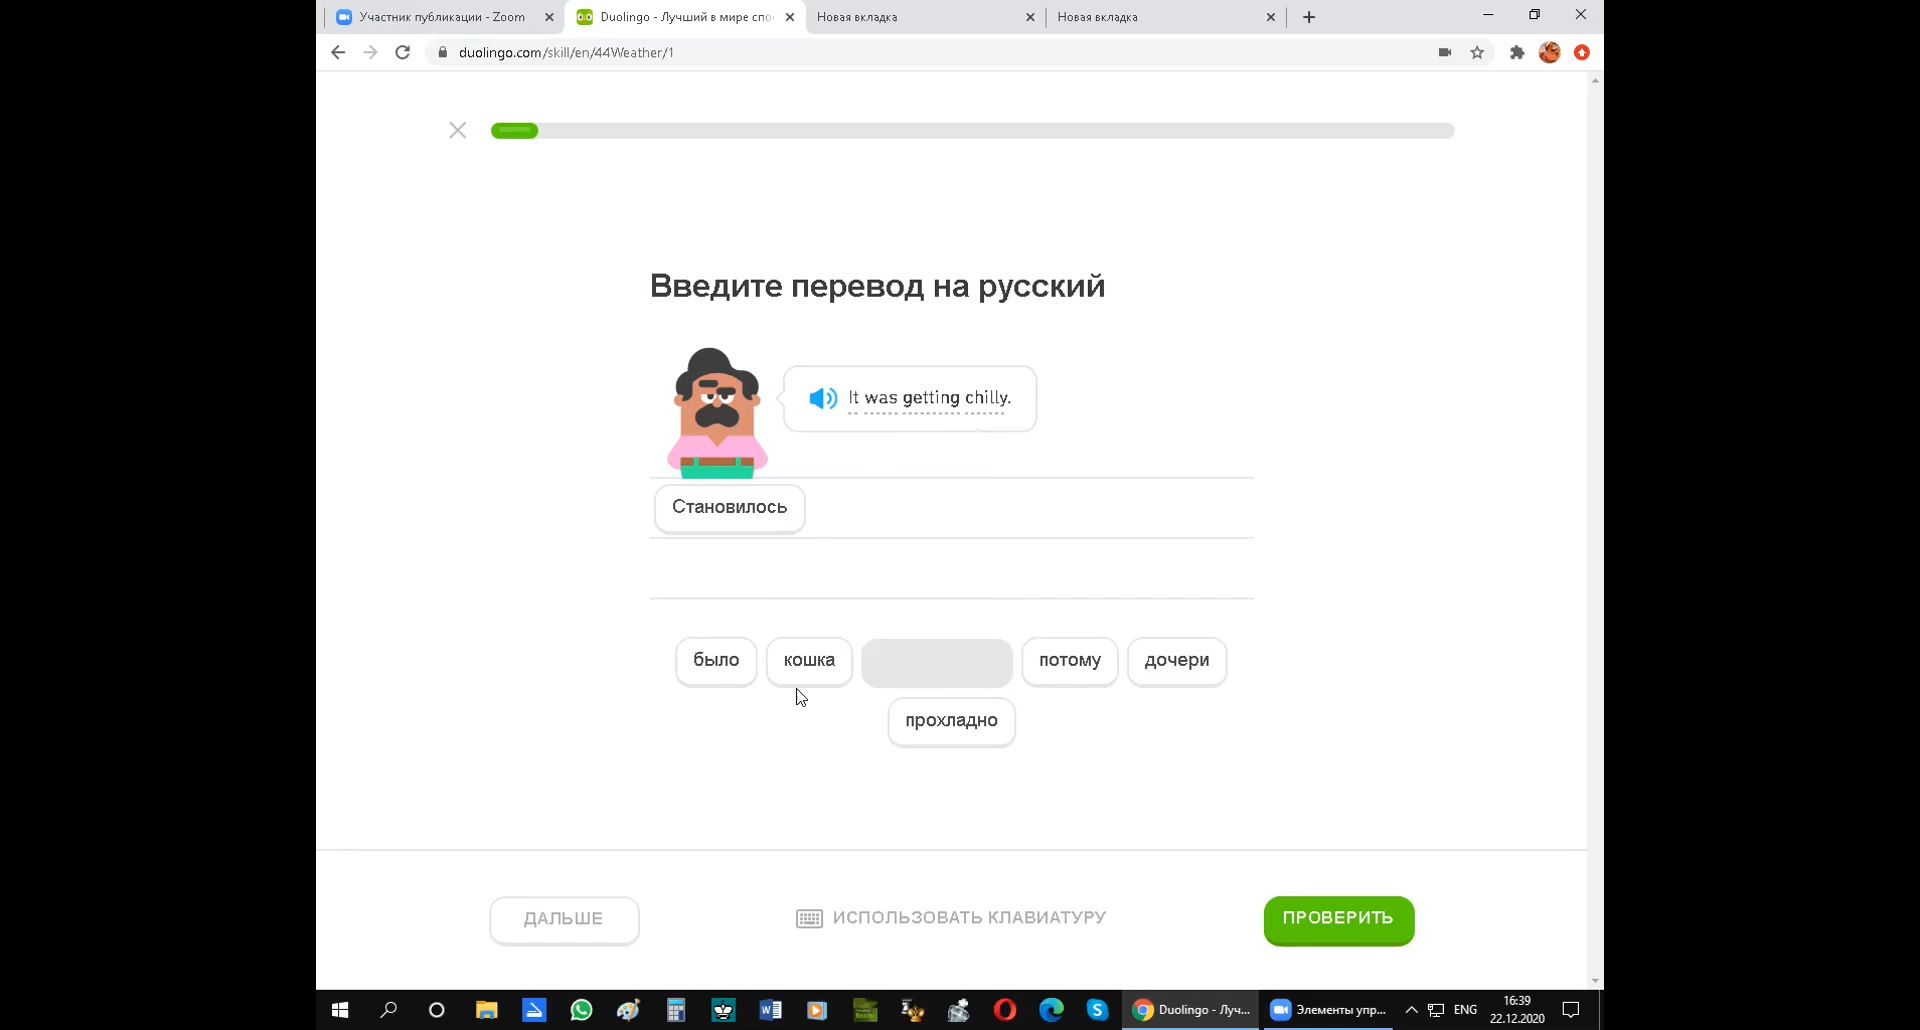 Участник публикации - Zoom
Duolingo - Лучший в мире спо
Новая вкладка
Новая вкладка
duolingo.com/skill/en/44Weather/1
Введите перевод на русский
It was getting chilly.
Становилось
было кошка потому дочери
прохладно
ДАЛЬШЕ
ИСПОЛЬЗОВАТЬ КЛАВИАТУРУ
ПРОВЕРИТЬ
Duolingo - Луч...
Элементы упр...
ENG
16:39
22.12.2020